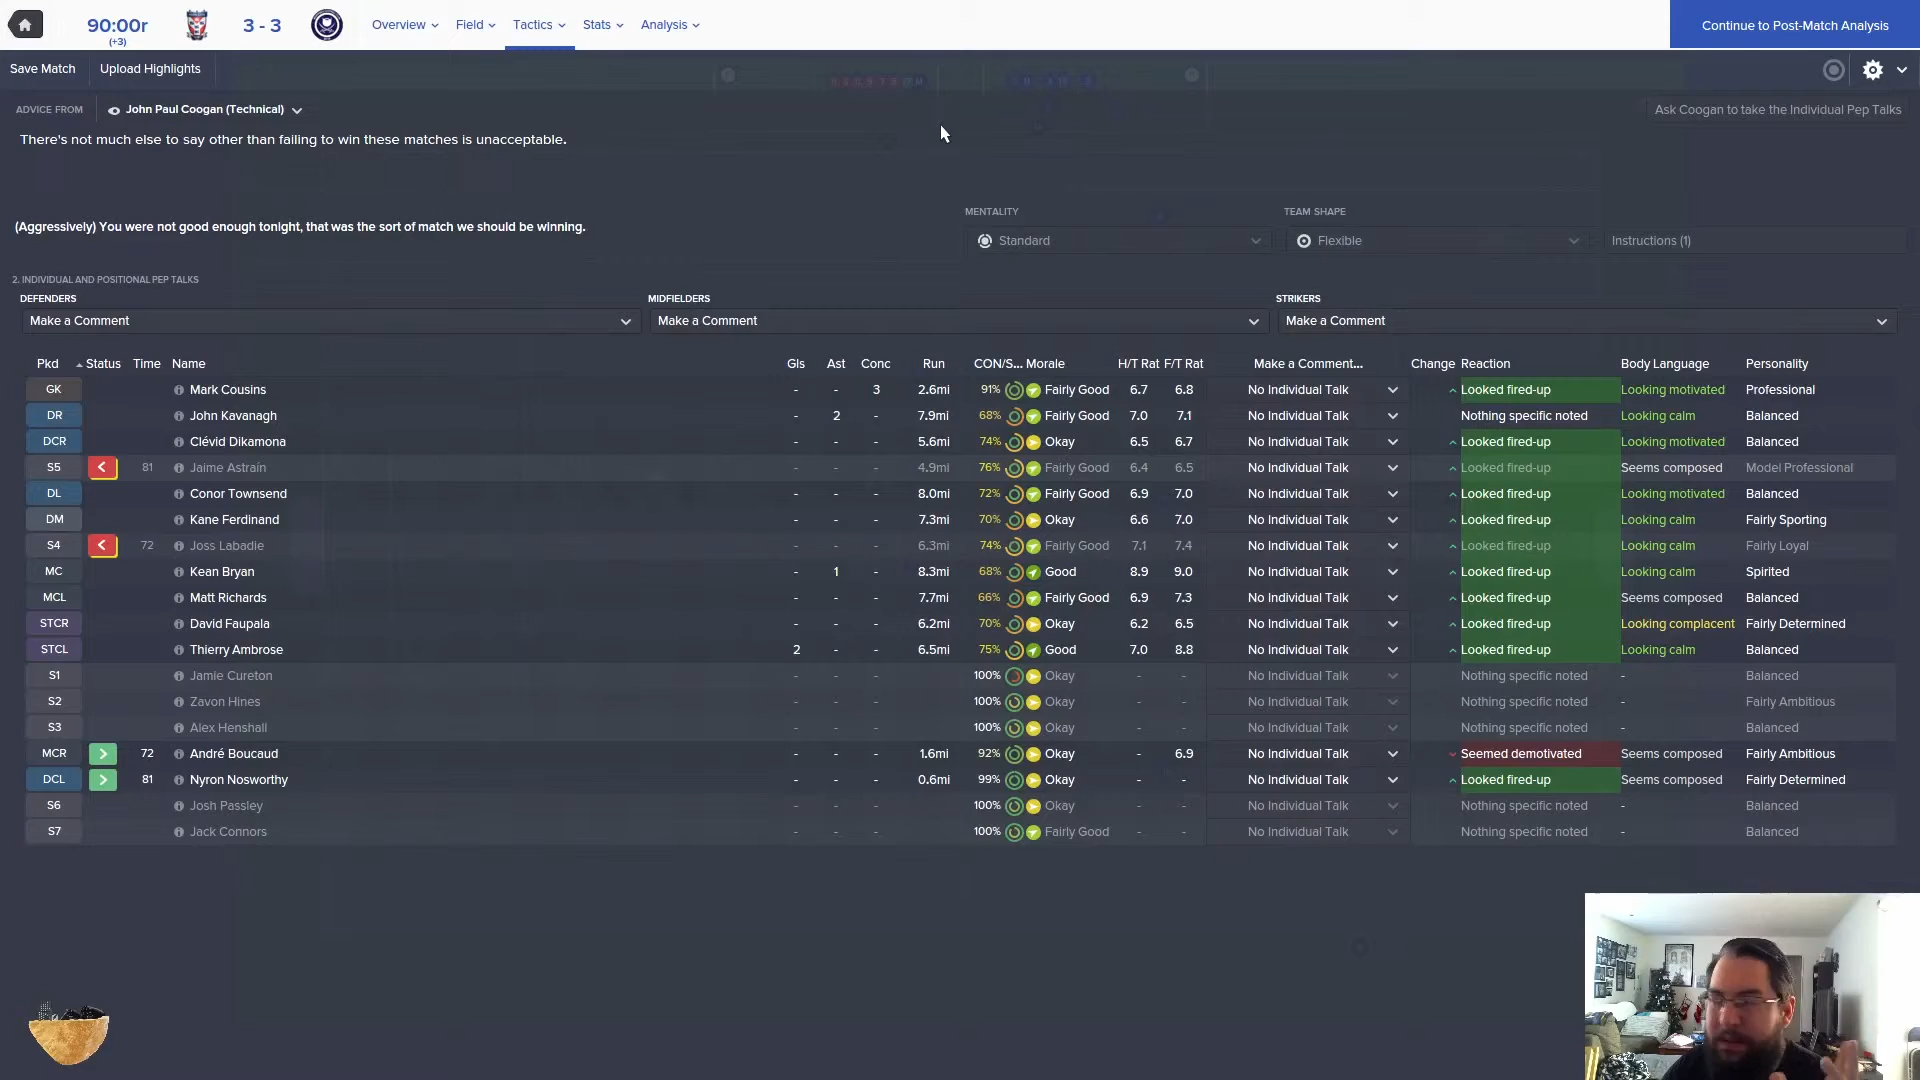 90:00r
(+3)
3 - 3
Overview
Field
Tactics
Stats
Analysis
Continue to Post-Match Analysis
Save Match
Upload Highlights
ADVICE FROM
John Paul Coogan (Technical)
Ask Coogan to take the Individual Pep Talks
There's not much else to say other than failing to win these matches is unacceptable.
(Aggressively) You were not good enough tonight, that was the sort of match we should be winning.
MENTALITY
Standard
TEAM SHAPE
Flexible
Instructions (1)
2. INDIVIDUAL AND POSITIONAL PEP TALKS
DEFENDERS MIDFIELDERS STRIKERS
Make a Comment Make a Comment Make a Comment
Pkd Status Time Name Gls Ast Conc Run CON/S... Morale H/T Rat F/T Rat Make a Comment... Change Reaction Body Language Personality
GK Mark Cousins - - 3 2.6mi 91% Fairly Good 6.7 6.8 No Individual Talk Looked fired-up Looking motivated Professional
DR John Kavanagh - 2 - 7.9mi 68% Fairly Good 7.0 7.1 No Individual Talk Nothing specific noted Looking calm Balanced
DCR Clévid Dikamona - - - 5.6mi 74% Okay 6.5 6.7 No Individual Talk Looked fired-up Looking motivated Balanced
S5 81 Jaime Astraín - - - 4.9mi 76% Fairly Good 6.4 6.5 No Individual Talk Looked fired-up Seems composed Model Professional
DL Conor Townsend - - - 8.0mi 72% Fairly Good 6.9 7.0 No Individual Talk Looked fired-up Looking motivated Balanced
DM Kane Ferdinand - - - 7.3mi 70% Okay 6.6 7.0 No Individual Talk Looked fired-up Looking calm Fairly Sporting
S4 72 Joss Labadie - - - 6.3mi 74% Fairly Good 7.1 7.4 No Individual Talk Looked fired-up Looking calm Fairly Loyal
MC Kean Bryan - 1 - 8.3mi 68% Good 8.9 9.0 No Individual Talk Looked fired-up Looking calm Spirited
MCL Matt Richards - - - 7.7mi 66% Fairly Good 6.9 7.3 No Individual Talk Looked fired-up Seems composed Balanced
STCR David Faupala - - - 6.2mi 70% Okay 6.2 6.5 No Individual Talk Looked fired-up Looking complacent Fairly Determined
STCL Thierry Ambrose 2 - - 6.5mi 75% Good 7.0 8.8 No Individual Talk Looked fired-up Looking calm Balanced
S1 Jamie Cureton - - - 100% Okay - - No Individual Talk Nothing specific noted - Balanced
S2 Zavon Hines - - - 100% Okay - - No Individual Talk Nothing specific noted - Fairly Ambitious
S3 Alex Henshall - - - 100% Okay - - No Individual Talk Nothing specific noted - Balanced
MCR 72 André Boucaud - - - 1.6mi 92% Okay - 6.9 No Individual Talk Seemed demotivated Seems composed Fairly Ambitious
DCL 81 Nyron Nosworthy - - - 0.6mi 99% Okay - - No Individual Talk Looked fired-up Seems composed Fairly Determined
S6 Josh Passley - - - 100% Okay - - No Individual Talk Nothing specific noted - Balanced
S7 Jack Connors - - - 100% Fairly Good - - No Individual Talk Nothing specific noted - Balanced